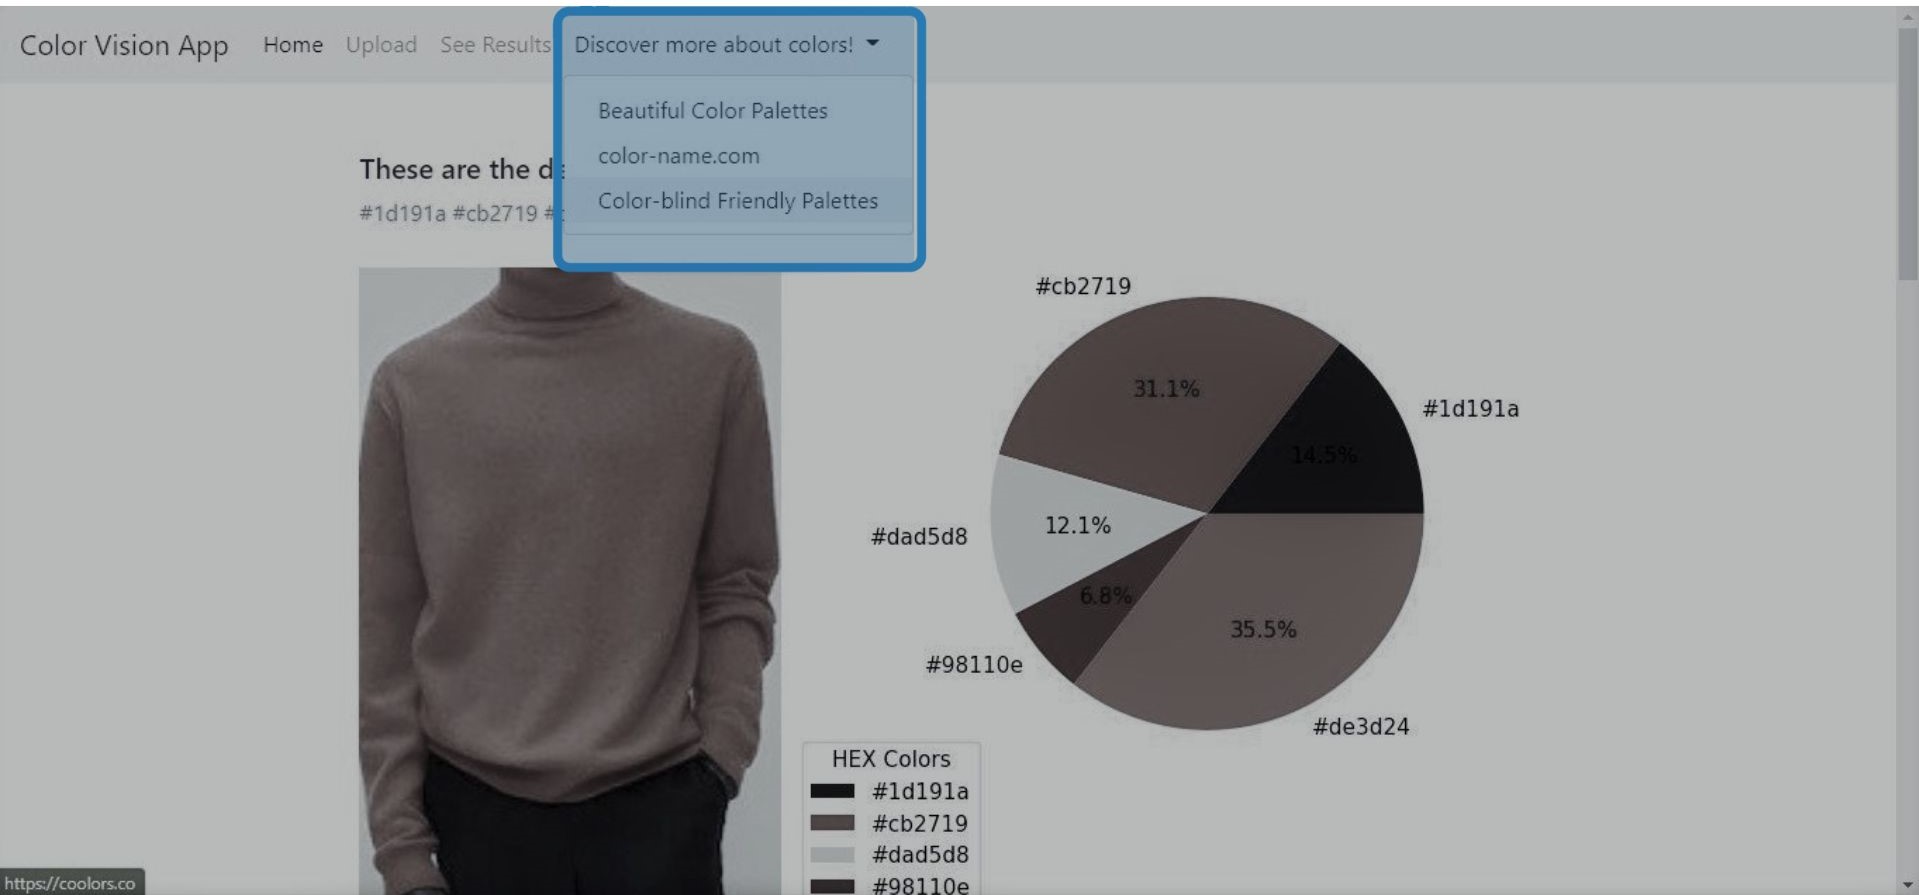 Color Vision App Home Upload See Results Discover more about colors!
Beautiful Color Palettes
color-name.com
Color-blind Friendly Palettes
These are the d
#1d191a #cb2719 #
#cb2719
31.1%
#1d191a
14.5%
#dad5d8
12.1%
6.8%
#98110e
35.5%
#de3d24
HEX Colors
#1d191a
#cb2719
#dad5d8
#98110e
https://coolors.co